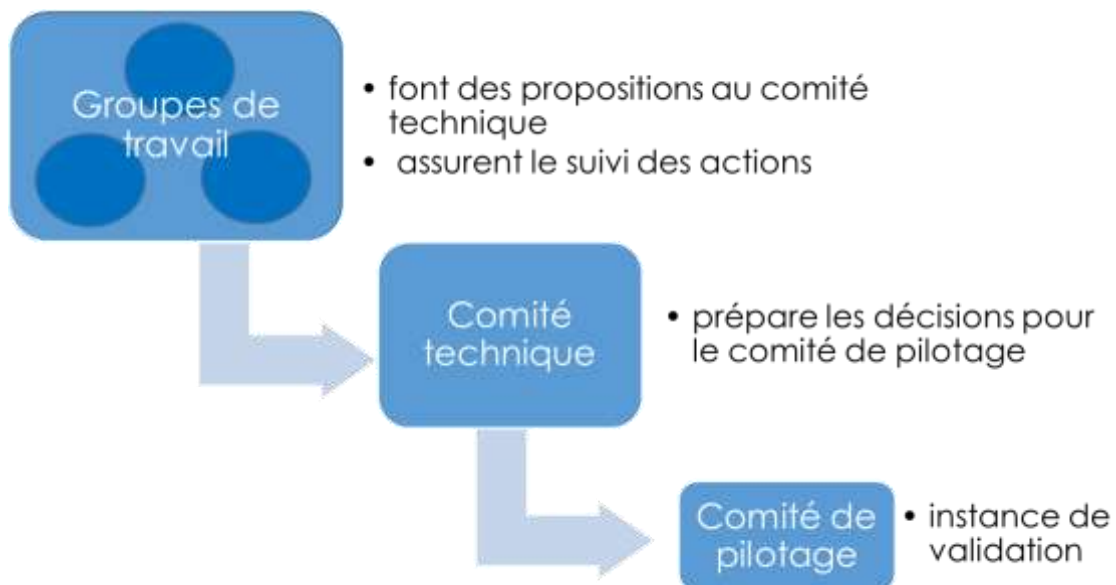 Groupes de
travail
• font des propositions au comité
technique
• assurent le suivi des actions
Comité
technique
• prépare les décisions pour
le comité de pilotage
Comité de
pilotage
• instance de
validation